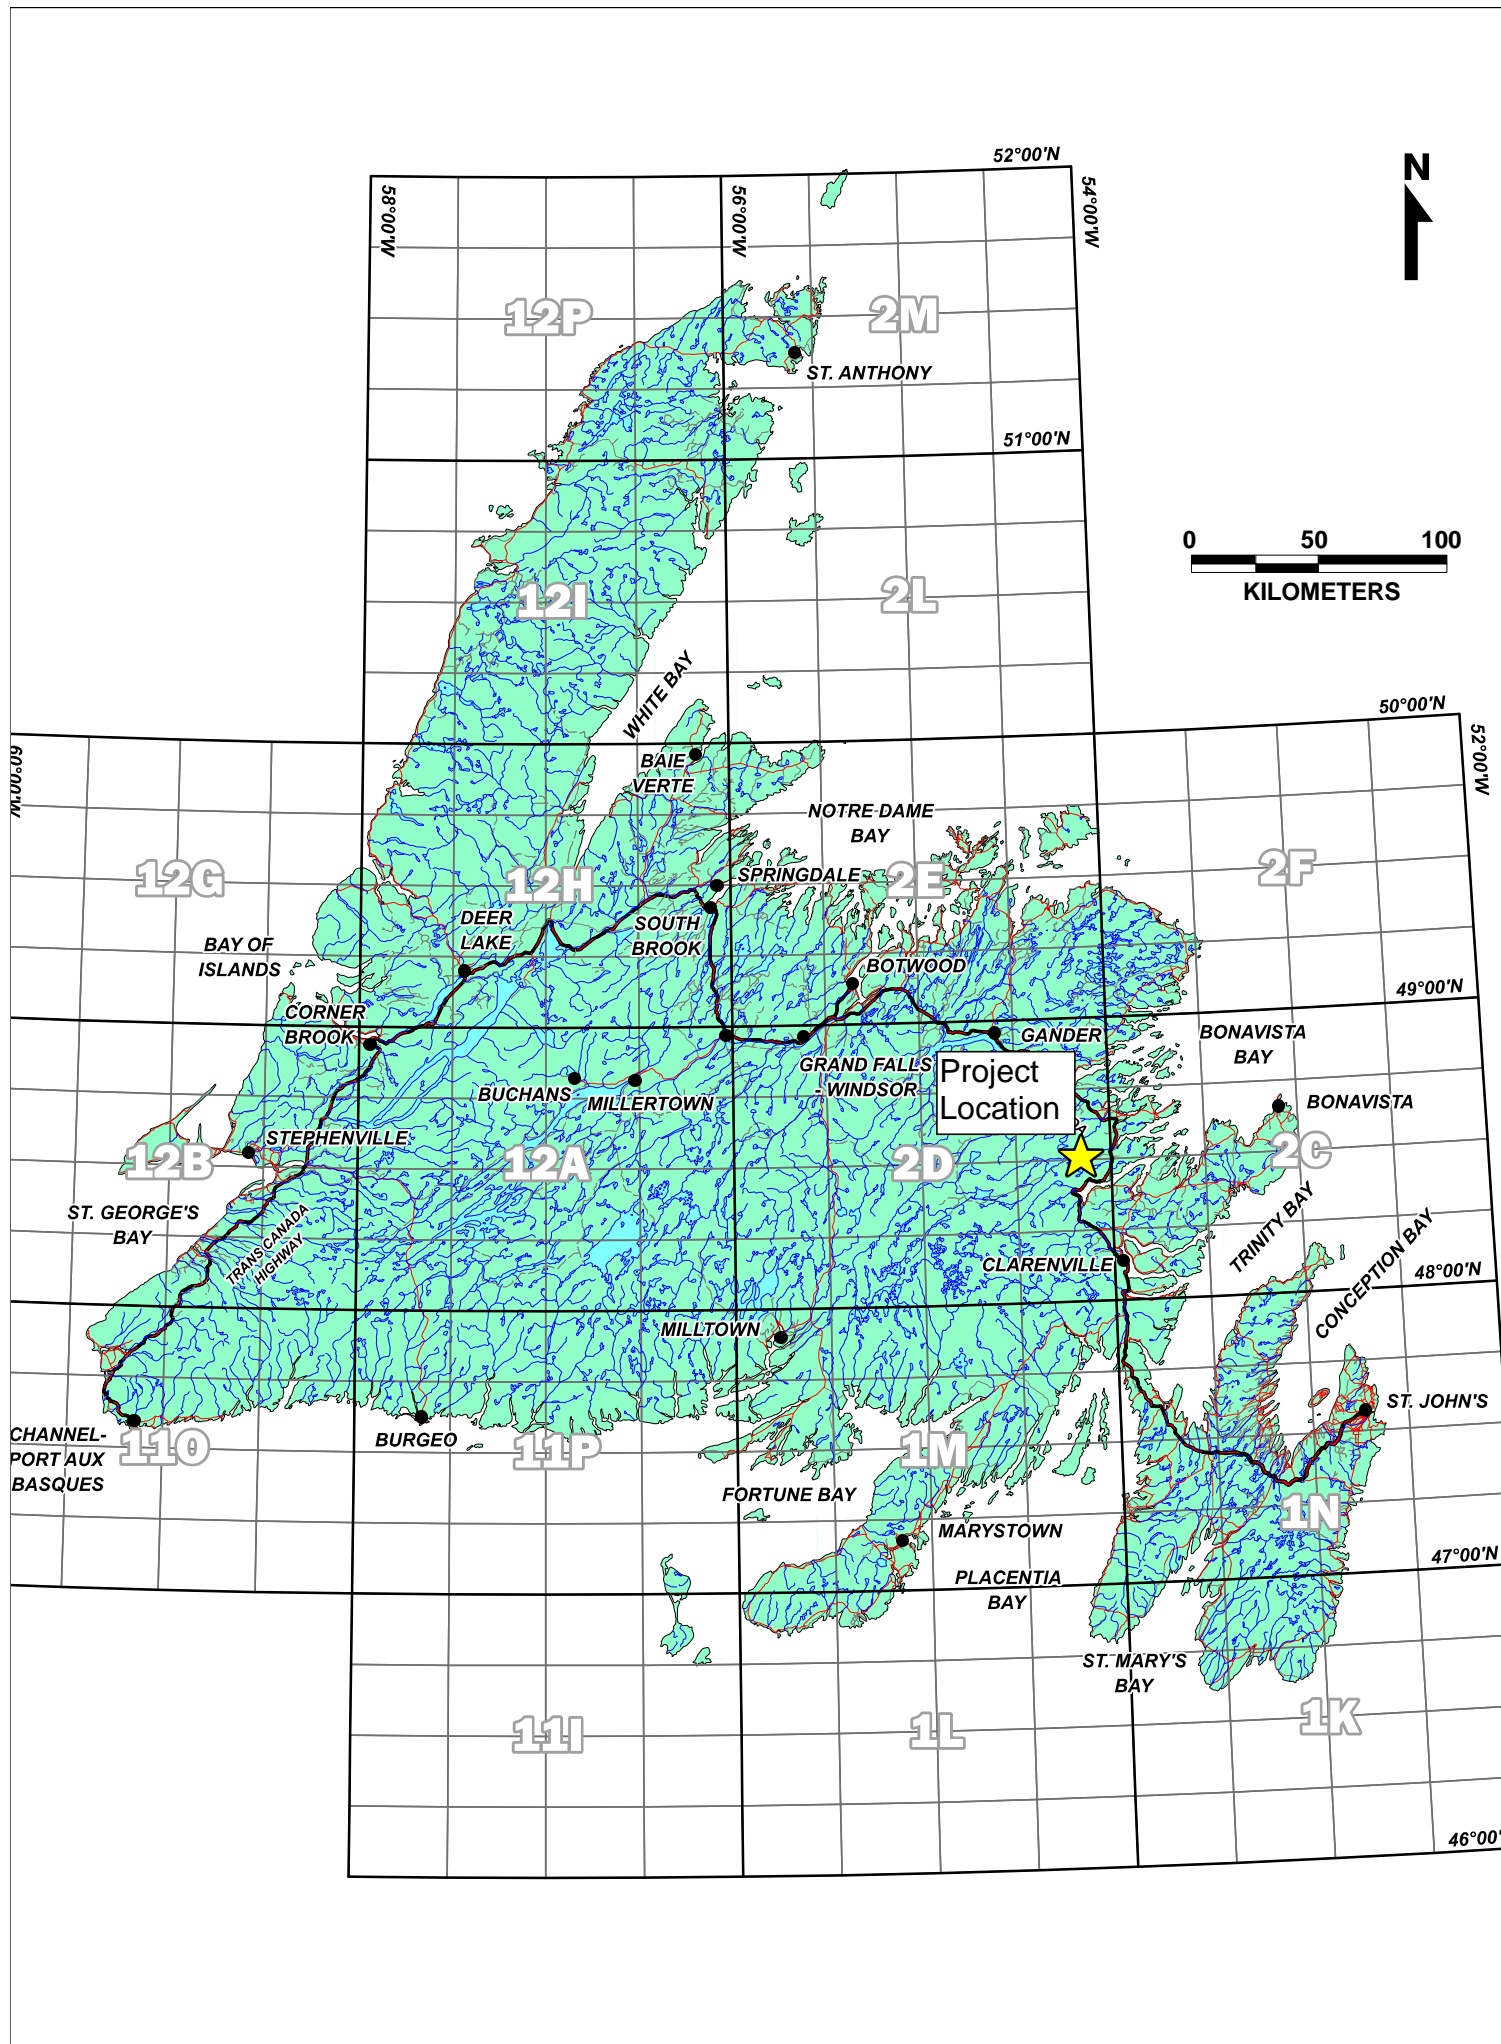 52°00'N
N
58°00'W
56°00'W
54°00'W
12P
2M
ST. ANTHONY
51°00'N
0 50 100
KILOMETERS
12I
2L
WHITE BAY
50°00'N
60°00'W
52°00'W
BAIE
VERTE
NOTRE DAME
BAY
12G
12H
SPRINGDALE
2E
2F
DEER
LAKE
SOUTH
BROOK
BAY OF
ISLANDS
BOTWOOD
49°00'N
CORNER
BROOK
GANDER
BONAVISTA
BAY
GRAND FALLS
- WINDSOR
Project
Location
BUCHANS
MILLERTOWN
BONAVISTA
STEPHENVILLE
12B
12A
2D
2C
ST. GEORGE'S
BAY
TRANS CANADA
HIGHWAY
TRINITY BAY
CONCEPTION BAY
CLARENVILLE
48°00'N
MILLTOWN
ST. JOHN'S
CHANNEL-
PORT AUX
BASQUES
11O
BURGEO
11P
1M
FORTUNE BAY
1N
MARYSTOWN
47°00'N
PLACENTIA
BAY
ST. MARY'S
BAY
11I
1L
1K
46°00'